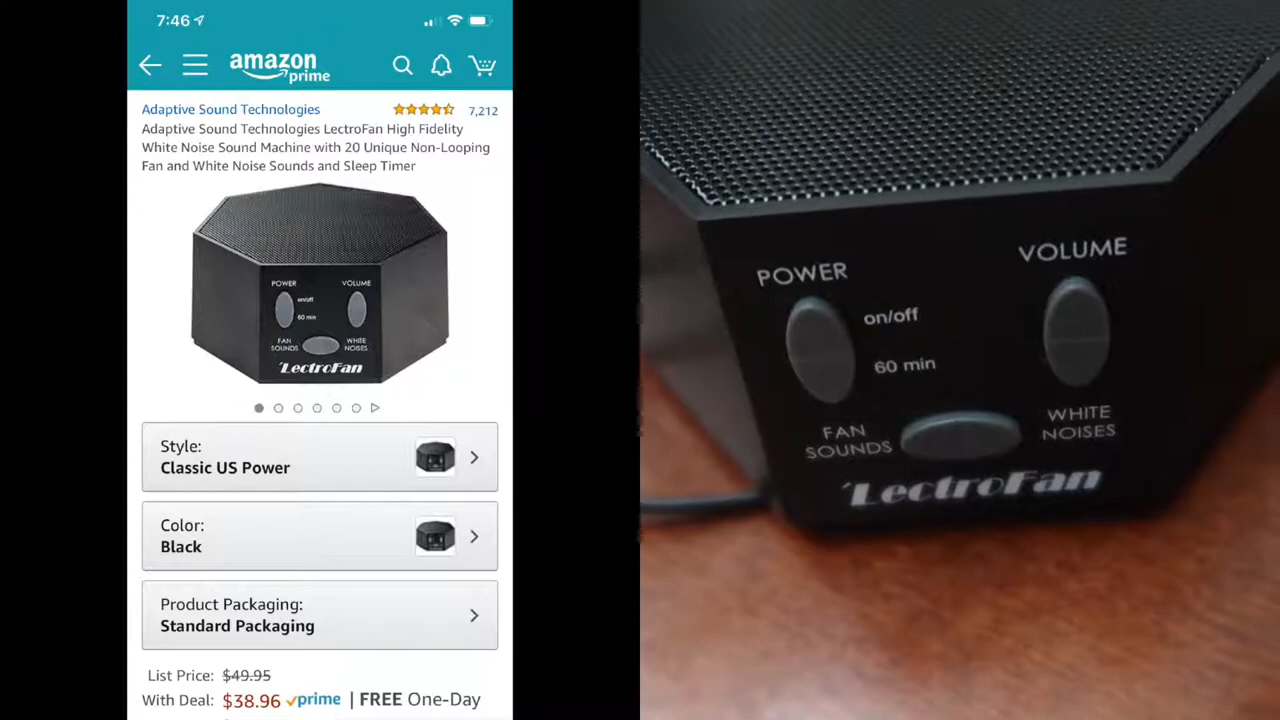 7:46
amazon
prime
Adaptive Sound Technologies
7,212
Adaptive Sound Technologies LectroFan High Fidelity
White Noise Sound Machine with 20 Unique Non-Looping
Fan and White Noise Sounds and Sleep Timer
POWER
VOLUME
on/off
60 min
FAN
SOUNDS
WHITE
NOISES
LectroFan
Style:
Classic US Power
Color:
Black
Product Packaging:
Standard Packaging
List Price: $49.95
With Deal: $38.96 prime | FREE One-Day
POWER
VOLUME
on/off
60 min
FAN
SOUNDS
WHITE
NOISES
'LectroFan